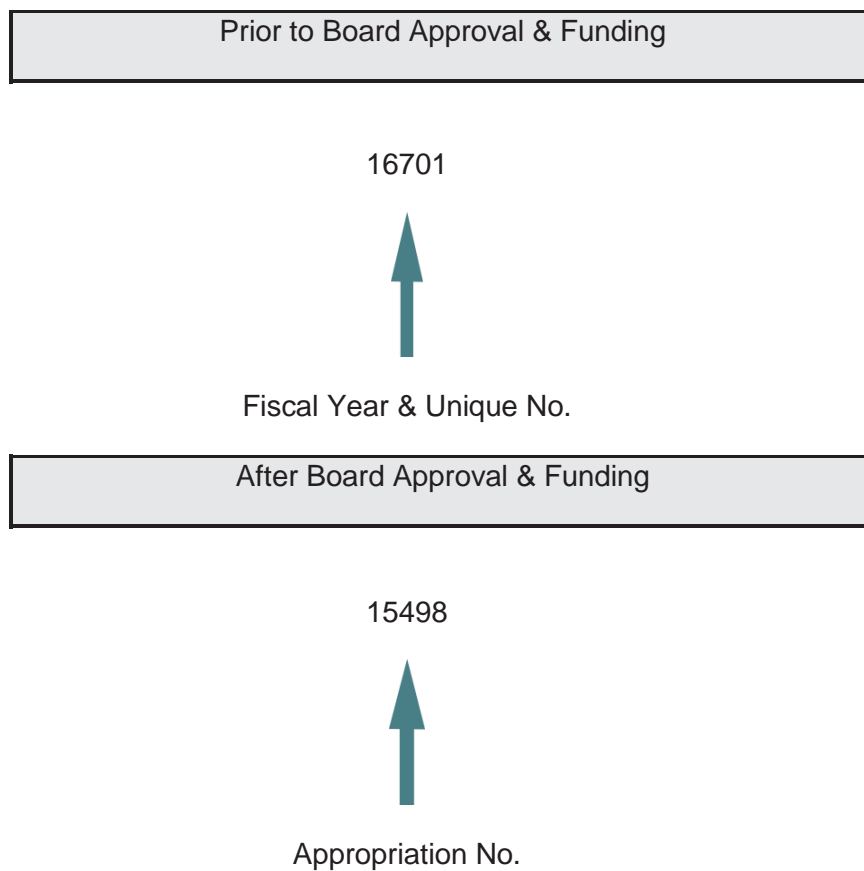 Prior to Board Approval & Funding
16701
Fiscal Year & Unique No.
After Board Approval & Funding
15498
Appropriation No.